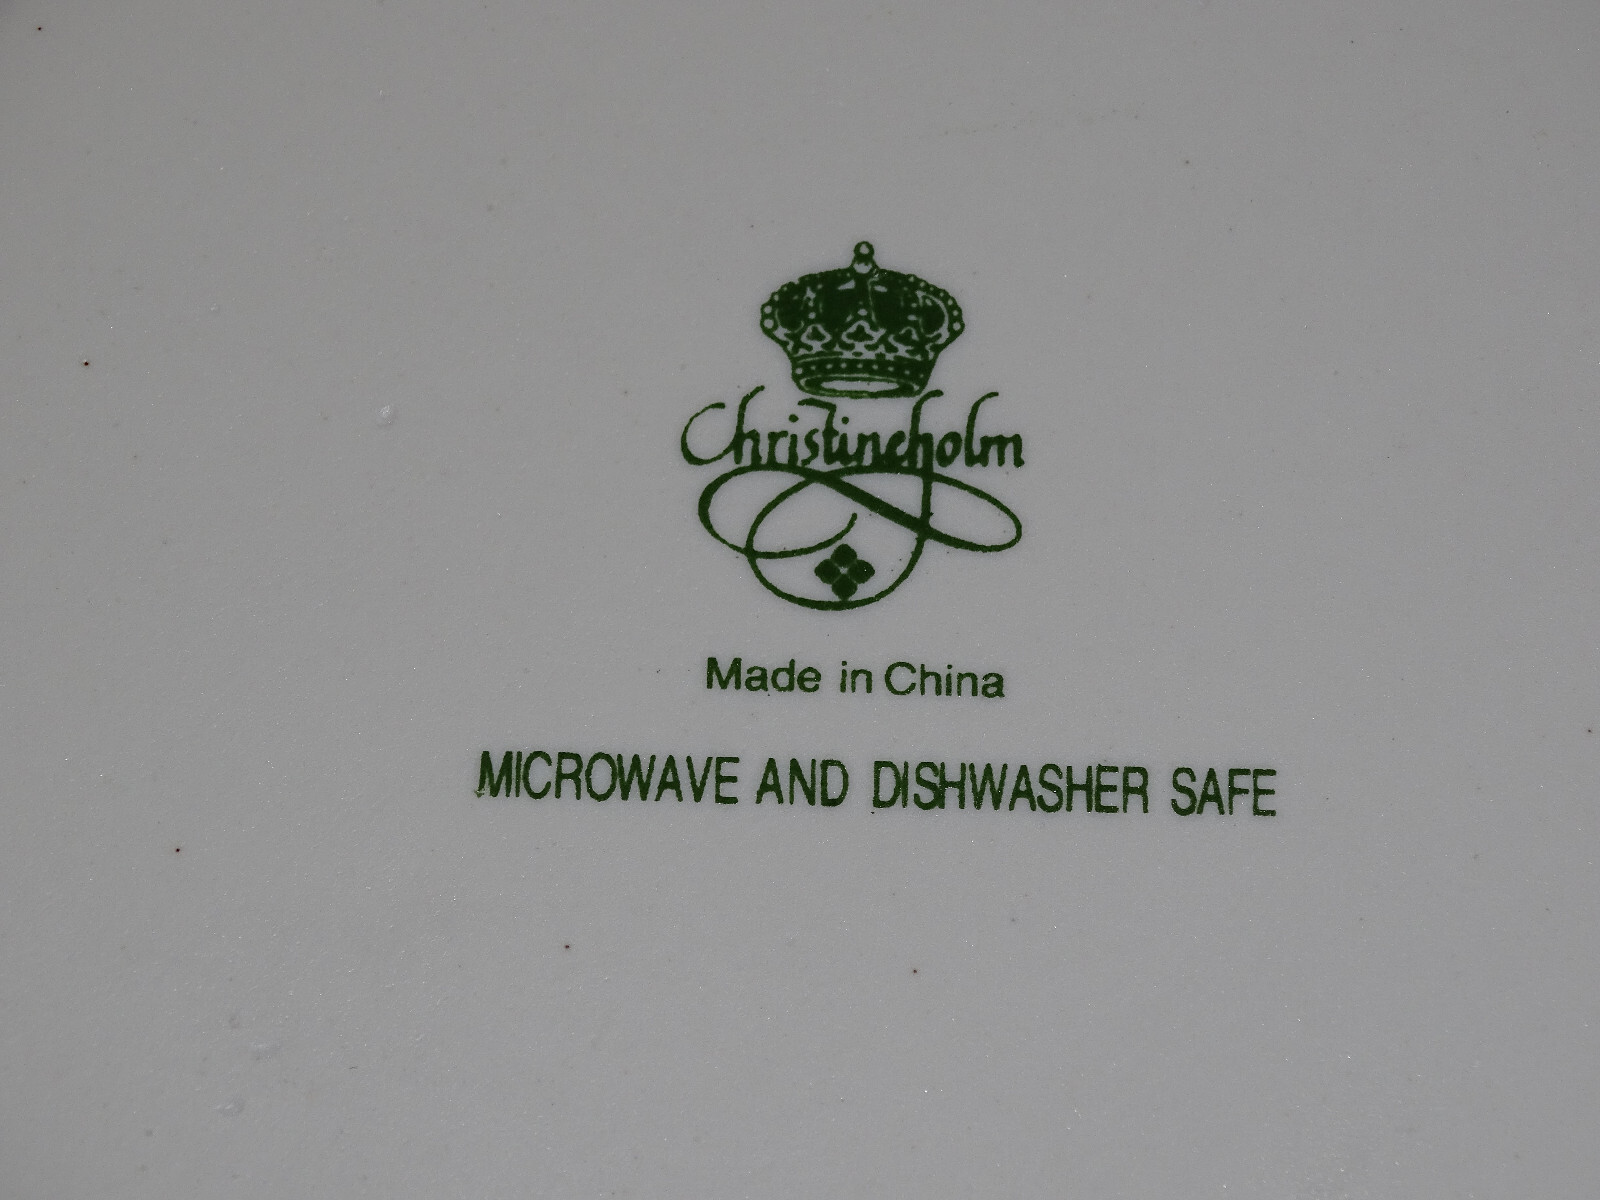 Christineholm
Made in China
MICROWAVE AND DISHWASHER SAFE